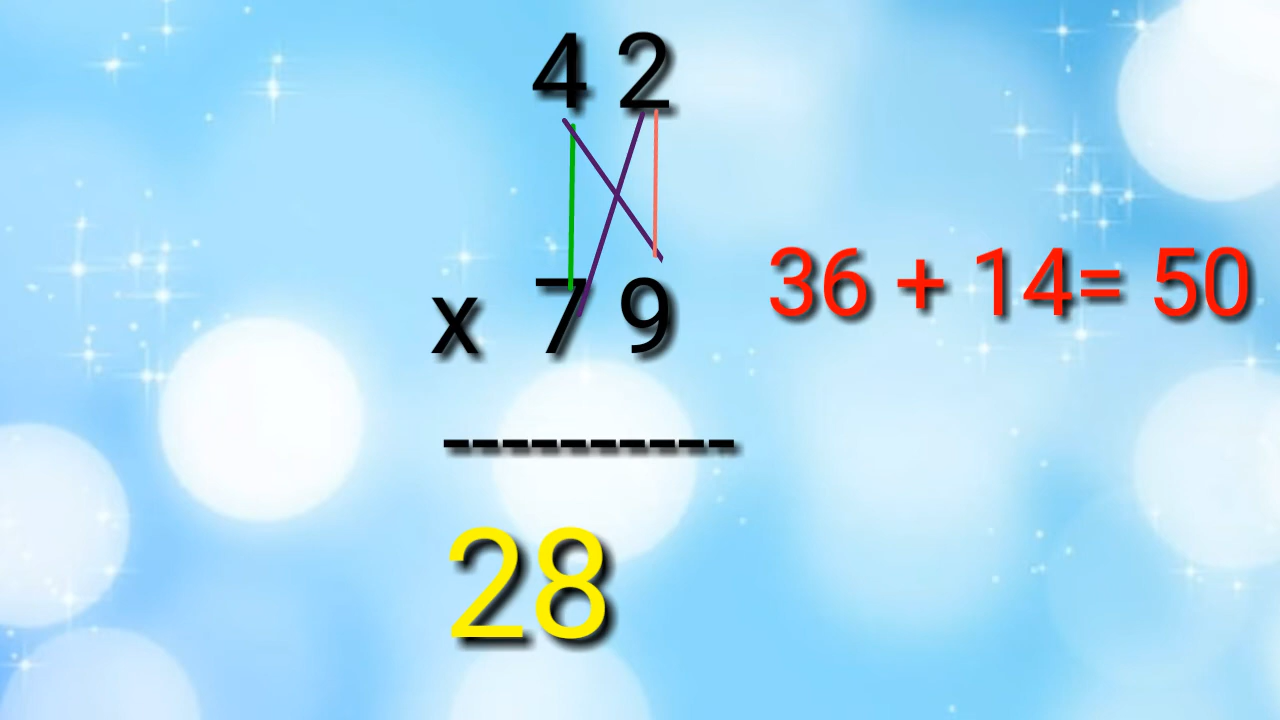 4 2
x 7 9
36 + 14= 50
----------
28